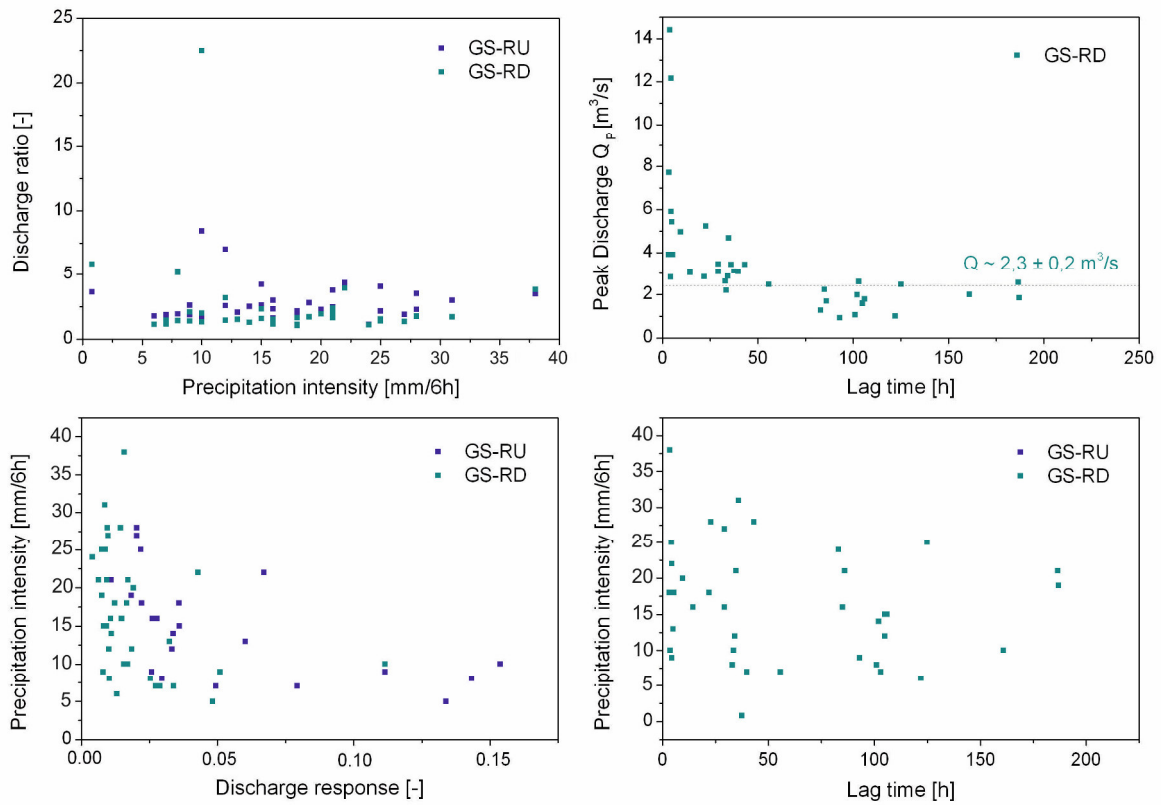 25
20
15
10
5
0
0 5 10 15 20 25 30 35 40
Discharge ratio [-]
Precipitation intensity [mm/6h]
GS-RU
GS-RD
14
12
10
8
6
4
2
0
0 50 100 150 200 250
Peak Discharge Qp [m³/s]
Lag time [h]
GS-RD
Q ~ 2,3 ± 0,2 m³/s
40
35
30
25
20
15
10
5
0
0.00 0.05 0.10 0.15
Precipitation intensity [mm/6h]
Discharge response [-]
GS-RU
GS-RD
40
35
30
25
20
15
10
5
0
0 50 100 150 200
Precipitation intensity [mm/6h]
Lag time [h]
GS-RU
GS-RD